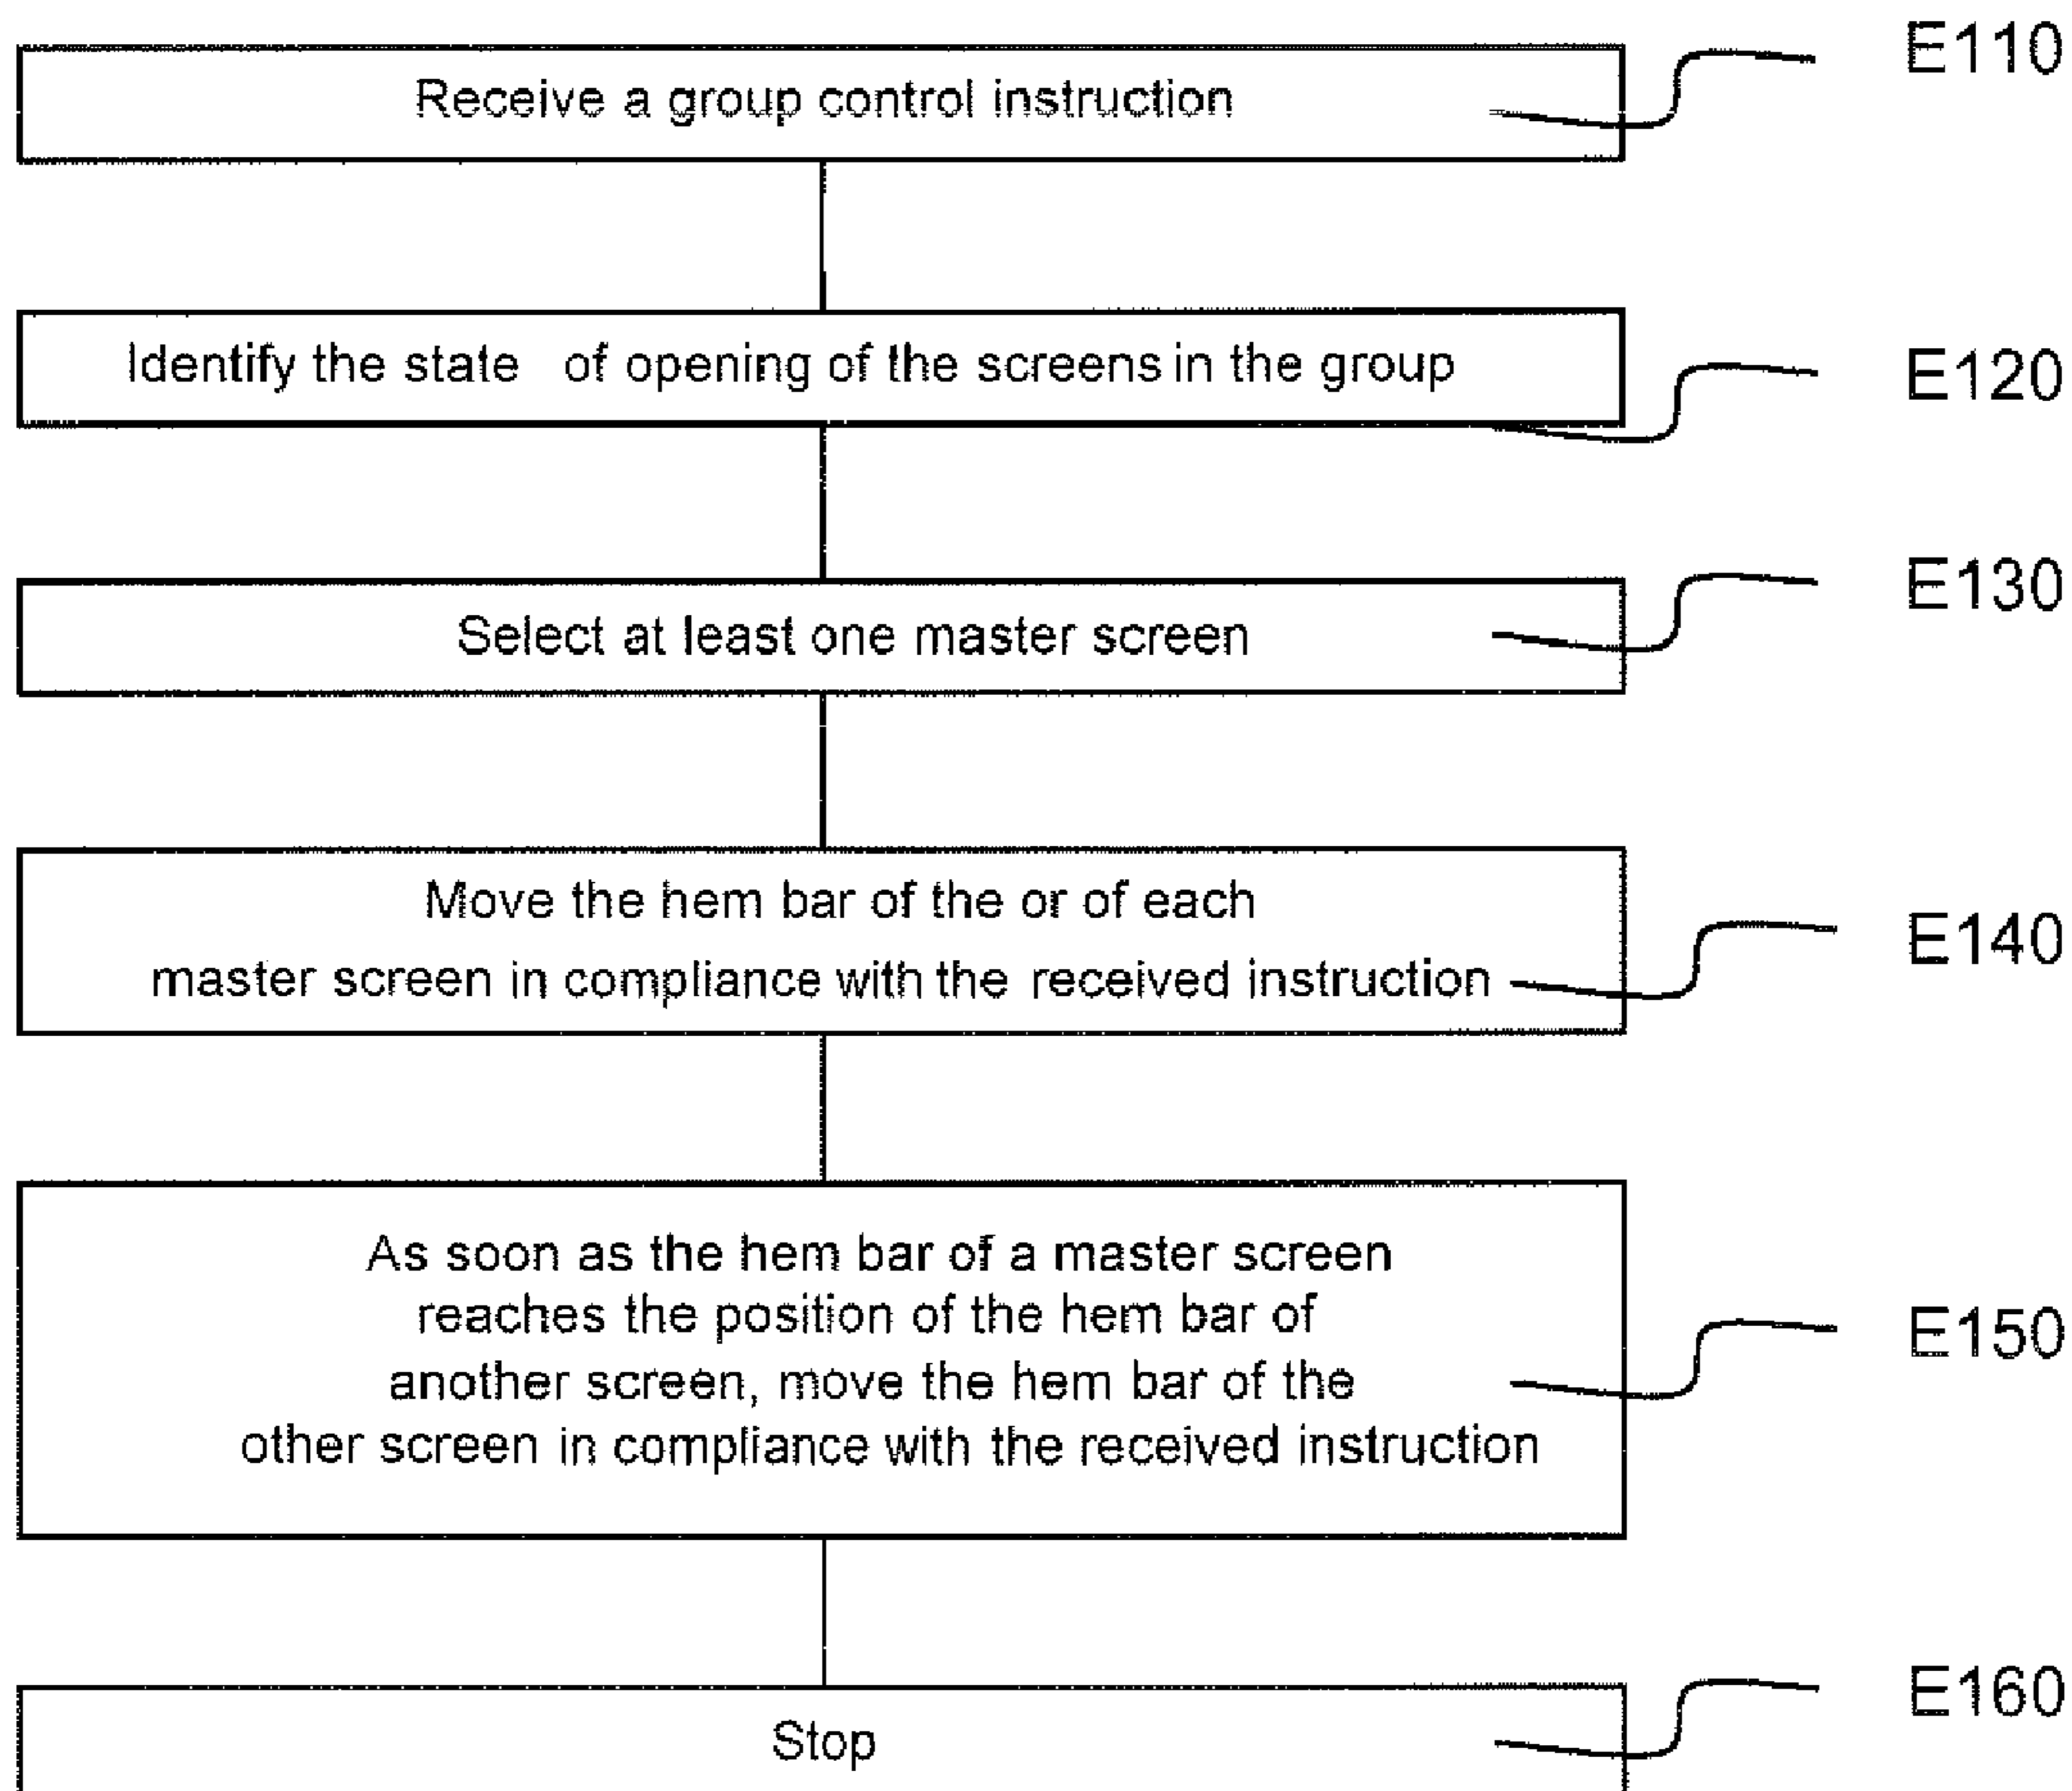 E110
Receive a group control instruction
Identify the state of opening of the screens in the group
E120
E130
Select at least one master screen
Move the hem bar of the or of each
master screen in compliance with the received instruction
E140
As soon as the hem bar of a master screen
reaches the position of the hem bar of
another screen, move the hem bar of the
other screen in compliance with the received instruction
E150
E160
Stop